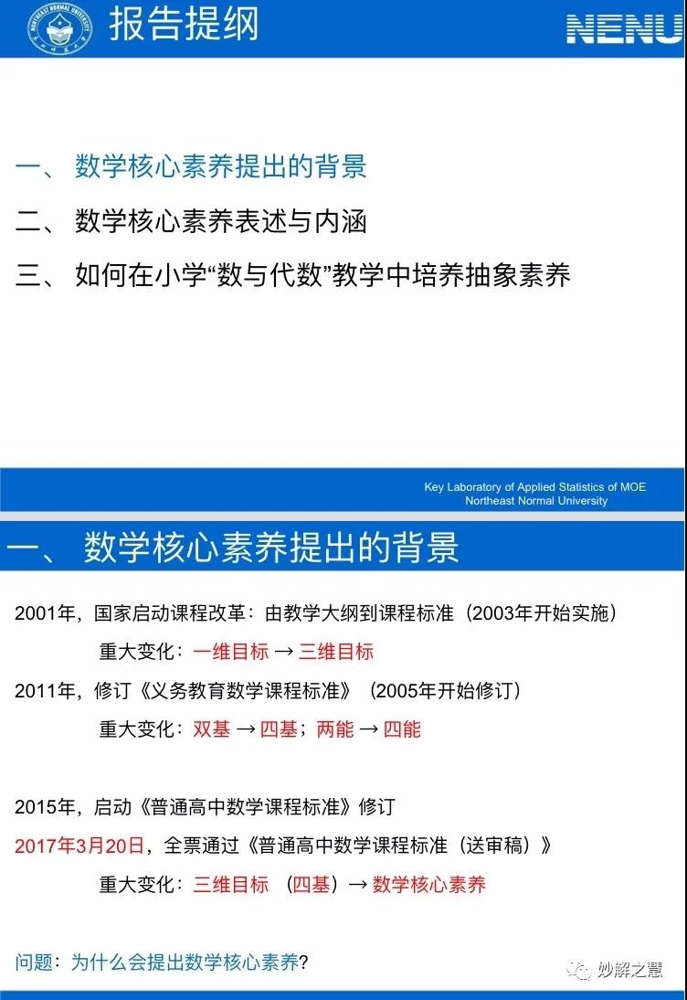 NORTHEAST NORMAL UNIVERSITY
报告提纲
NENU
一、 数学核心素养提出的背景
二、 数学核心素养表述与内涵
三、 如何在小学“数与代数”教学中培养抽象素养
Key Laboratory of Applied Statistics of MOE
Northeast Normal University
一、 数学核心素养提出的背景
2001年，国家启动课程改革：由教学大纲到课程标准（2003年开始实施）
重大变化：一维目标 → 三维目标
2011年，修订《义务教育数学课程标准》（2005年开始修订）
重大变化：双基 → 四基；两能 → 四能
2015年，启动《普通高中数学课程标准》修订
2017年3月20日，全票通过《普通高中数学课程标准（送审稿）》
重大变化：三维目标 （四基）→ 数学核心素养
问题：为什么会提出数学核心素养?
妙解之慧